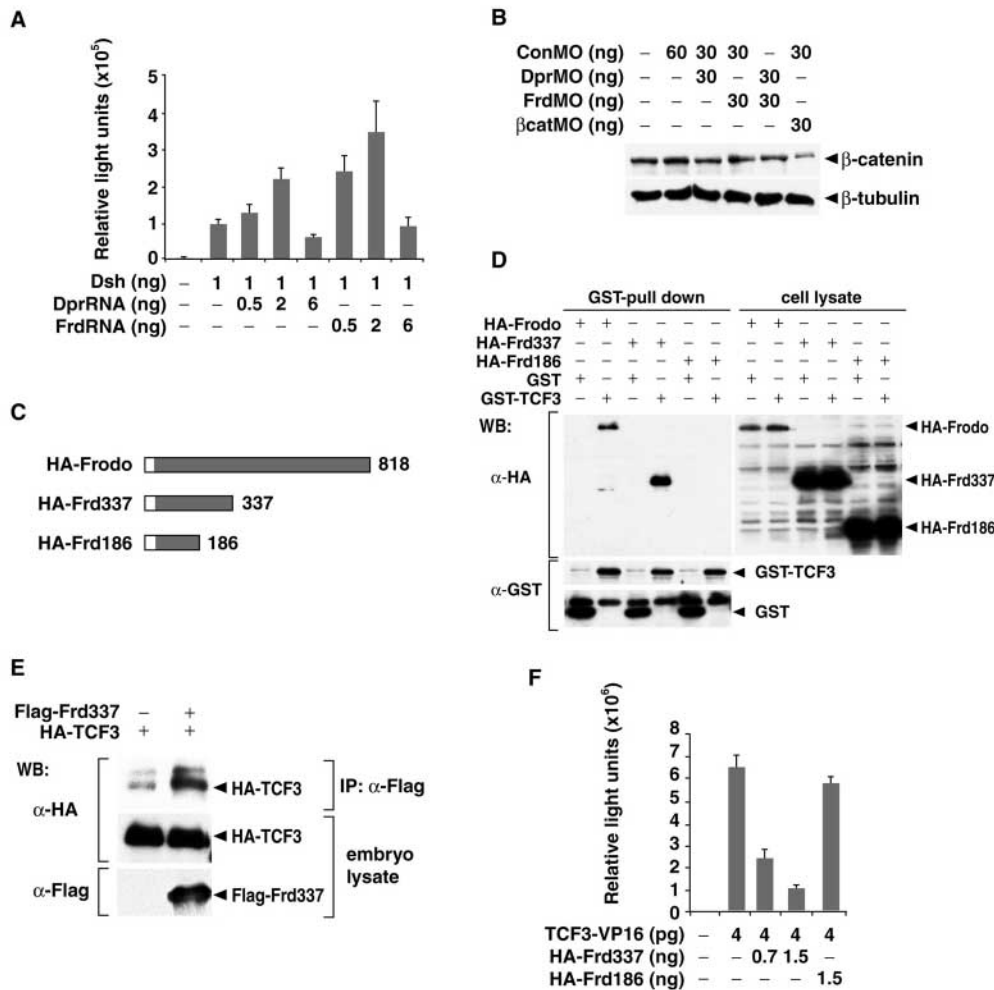 A
Relative light units (x10⁵)
5
4
3
2
1
0
Dsh (ng) – 1 1 1 1 1 1 1
DprRNA (ng) – – 0.5 2 6 – – –
FrdRNA (ng) – – – – – 0.5 2 6
B
ConMO (ng) – 60 30 30 – 30
DprMO (ng) – – 30 – 30 –
FrdMO (ng) – – – 30 30 –
βcatMO (ng) – – – – – 30
β-catenin
β-tubulin
C
HA-Frodo 818
HA-Frd337 337
HA-Frd186 186
D
GST-pull down cell lysate
HA-Frodo + + – – – – + + – – – –
HA-Frd337 – – + + – – – – + + – –
HA-Frd186 – – – – + + – – – – + +
GST + – + – + – + – + – + –
GST-TCF3 – + – + – + – + – + – +
WB:
α-HA
HA-Frodo
HA-Frd337
HA-Frd186
α-GST
GST-TCF3
GST
E
Flag-Frd337 – +
HA-TCF3 + +
WB:
α-HA
HA-TCF3
IP: α-Flag
HA-TCF3
embryo
lysate
α-Flag
Flag-Frd337
F
Relative light units (x10⁶)
8
7
6
5
4
3
2
1
0
TCF3-VP16 (pg) – 4 4 4 4
HA-Frd337 (ng) – – 0.7 1.5 –
HA-Frd186 (ng) – – – – 1.5